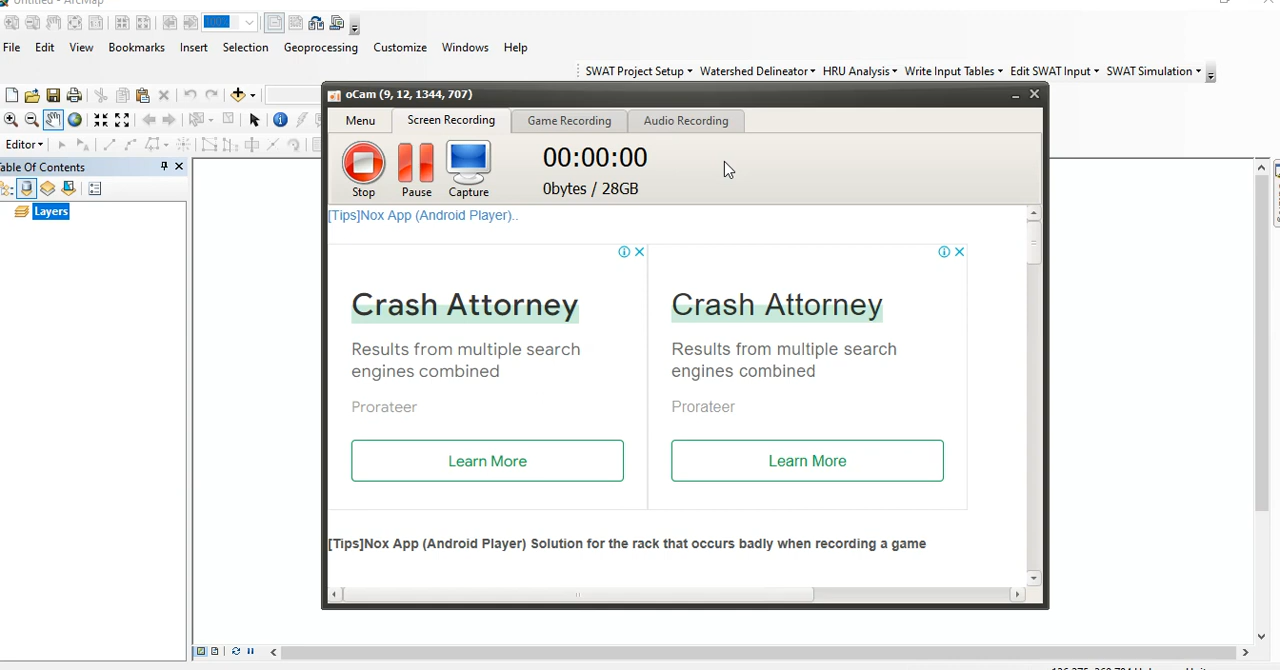 Untitled - ArcMap
100%
File Edit View Bookmarks Insert Selection Geoprocessing Customize Windows Help
SWAT Project Setup Watershed Delineator HRU Analysis Write Input Tables Edit SWAT Input SWAT Simulation
Editor
Table Of Contents
Layers
oCam (9, 12, 1344, 707)
Menu Screen Recording Game Recording Audio Recording
00:00:00
0bytes / 28GB
Stop Pause Capture
[Tips]Nox App (Android Player)..
Crash Attorney
Results from multiple search
engines combined
Prorateer
Learn More
Crash Attorney
Results from multiple search
engines combined
Prorateer
Learn More
[Tips]Nox App (Android Player) Solution for the rack that occurs badly when recording a game